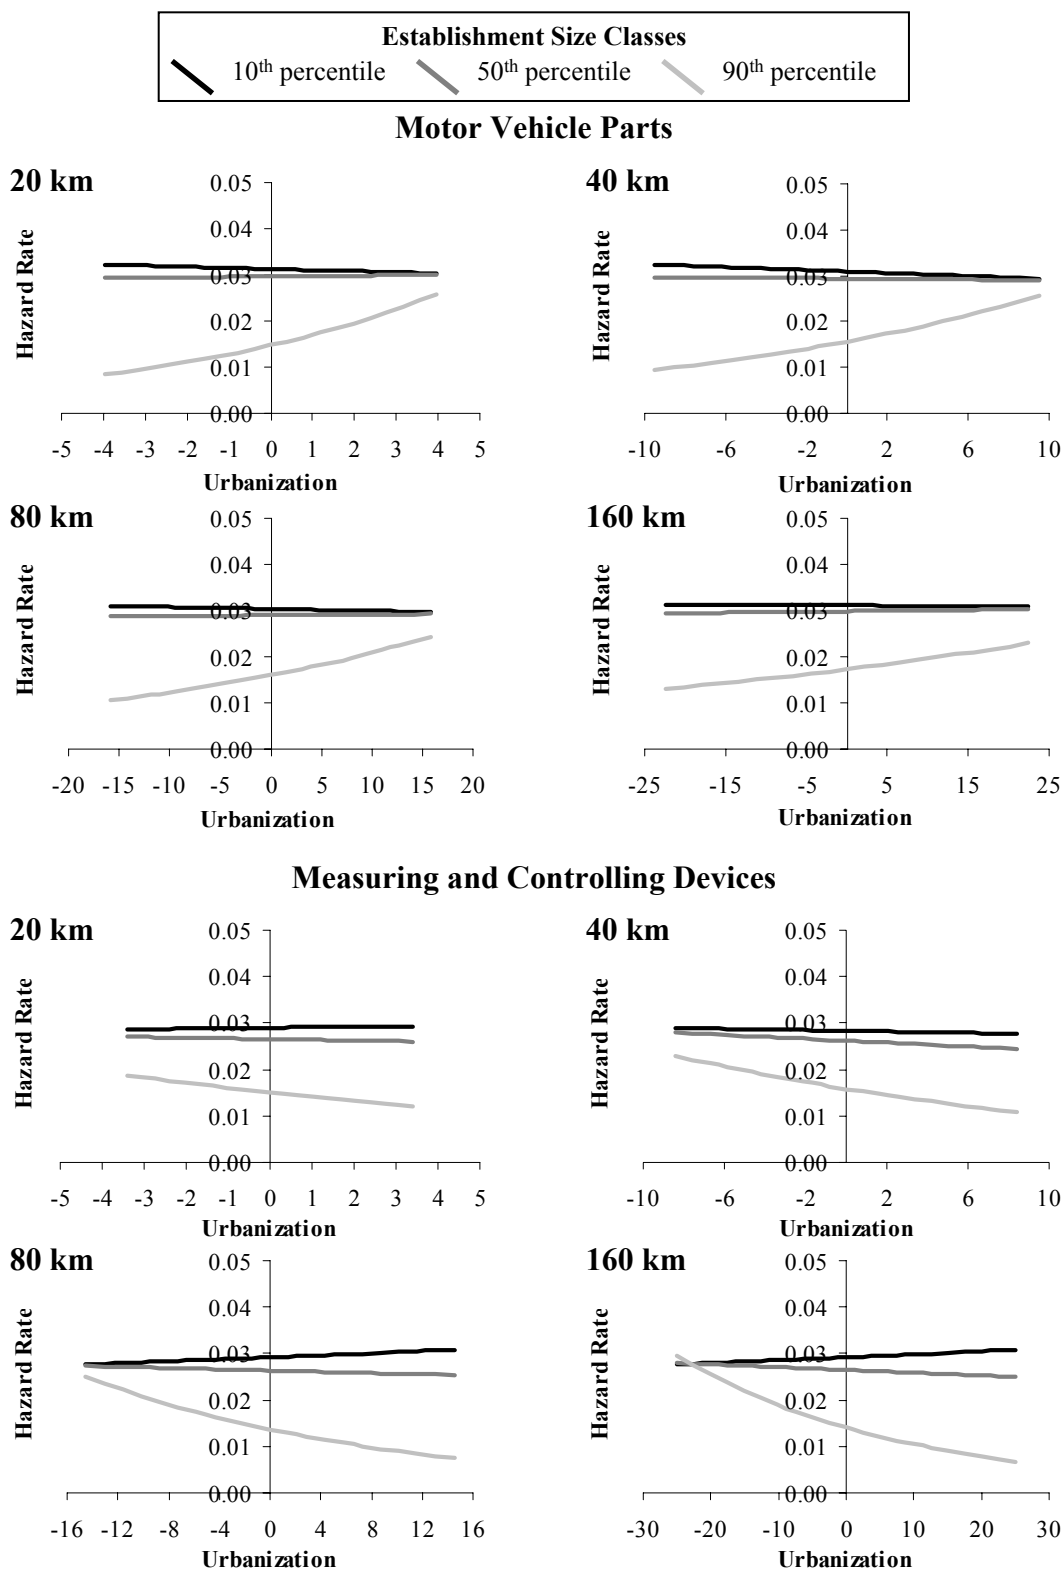 Establishment Size Classes
10th percentile 50th percentile 90th percentile
Motor Vehicle Parts
20 km
Hazard Rate
0.05
0.04
0.03
0.02
0.01
0.00
-5 -4 -3 -2 -1 0 1 2 3 4 5
Urbanization
40 km
Hazard Rate
0.05
0.04
0.03
0.02
0.01
0.00
-10 -6 -2 2 6 10
Urbanization
80 km
Hazard Rate
0.05
0.04
0.03
0.02
0.01
0.00
-20 -15 -10 -5 0 5 10 15 20
Urbanization
160 km
Hazard Rate
0.05
0.04
0.03
0.02
0.01
0.00
-25 -15 -5 5 15 25
Urbanization
Measuring and Controlling Devices
20 km
Hazard Rate
0.05
0.04
0.03
0.02
0.01
0.00
-5 -4 -3 -2 -1 0 1 2 3 4 5
Urbanization
40 km
Hazard Rate
0.05
0.04
0.03
0.02
0.01
0.00
-10 -6 -2 2 6 10
Urbanization
80 km
Hazard Rate
0.05
0.04
0.03
0.02
0.01
0.00
-16 -12 -8 -4 0 4 8 12 16
Urbanization
160 km
Hazard Rate
0.05
0.04
0.03
0.02
0.01
0.00
-30 -20 -10 0 10 20 30
Urbanization